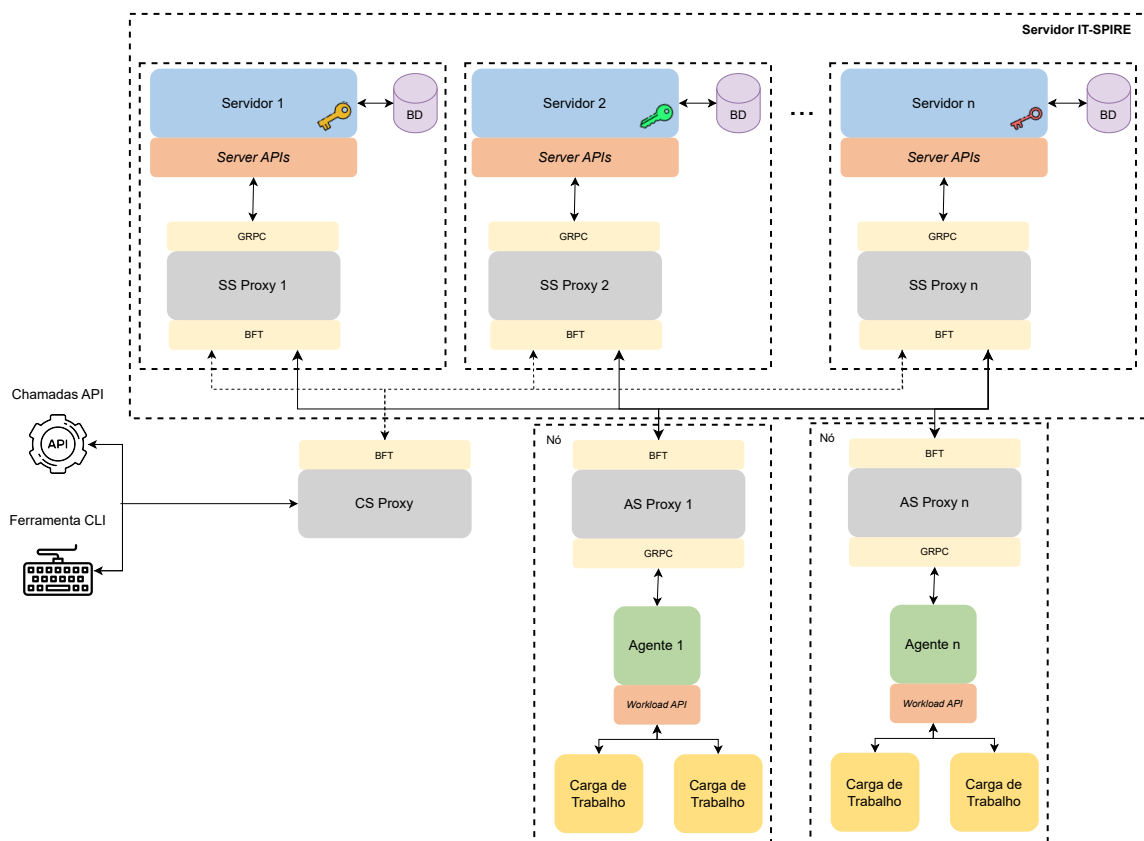 Servidor IT-SPIRE
Servidor 1
BD
Servidor 2
BD
...
Servidor n
BD
Server APIs
Server APIs
Server APIs
GRPC
GRPC
GRPC
SS Proxy 1
SS Proxy 2
SS Proxy n
BFT
BFT
BFT
Chamadas API
API
Ferramenta CLI
BFT
CS Proxy
Nó
BFT
AS Proxy 1
GRPC
Agente 1
Workload API
Carga de
Trabalho
Carga de
Trabalho
Nó
BFT
AS Proxy n
GRPC
Agente n
Workload API
Carga de
Trabalho
Carga de
Trabalho